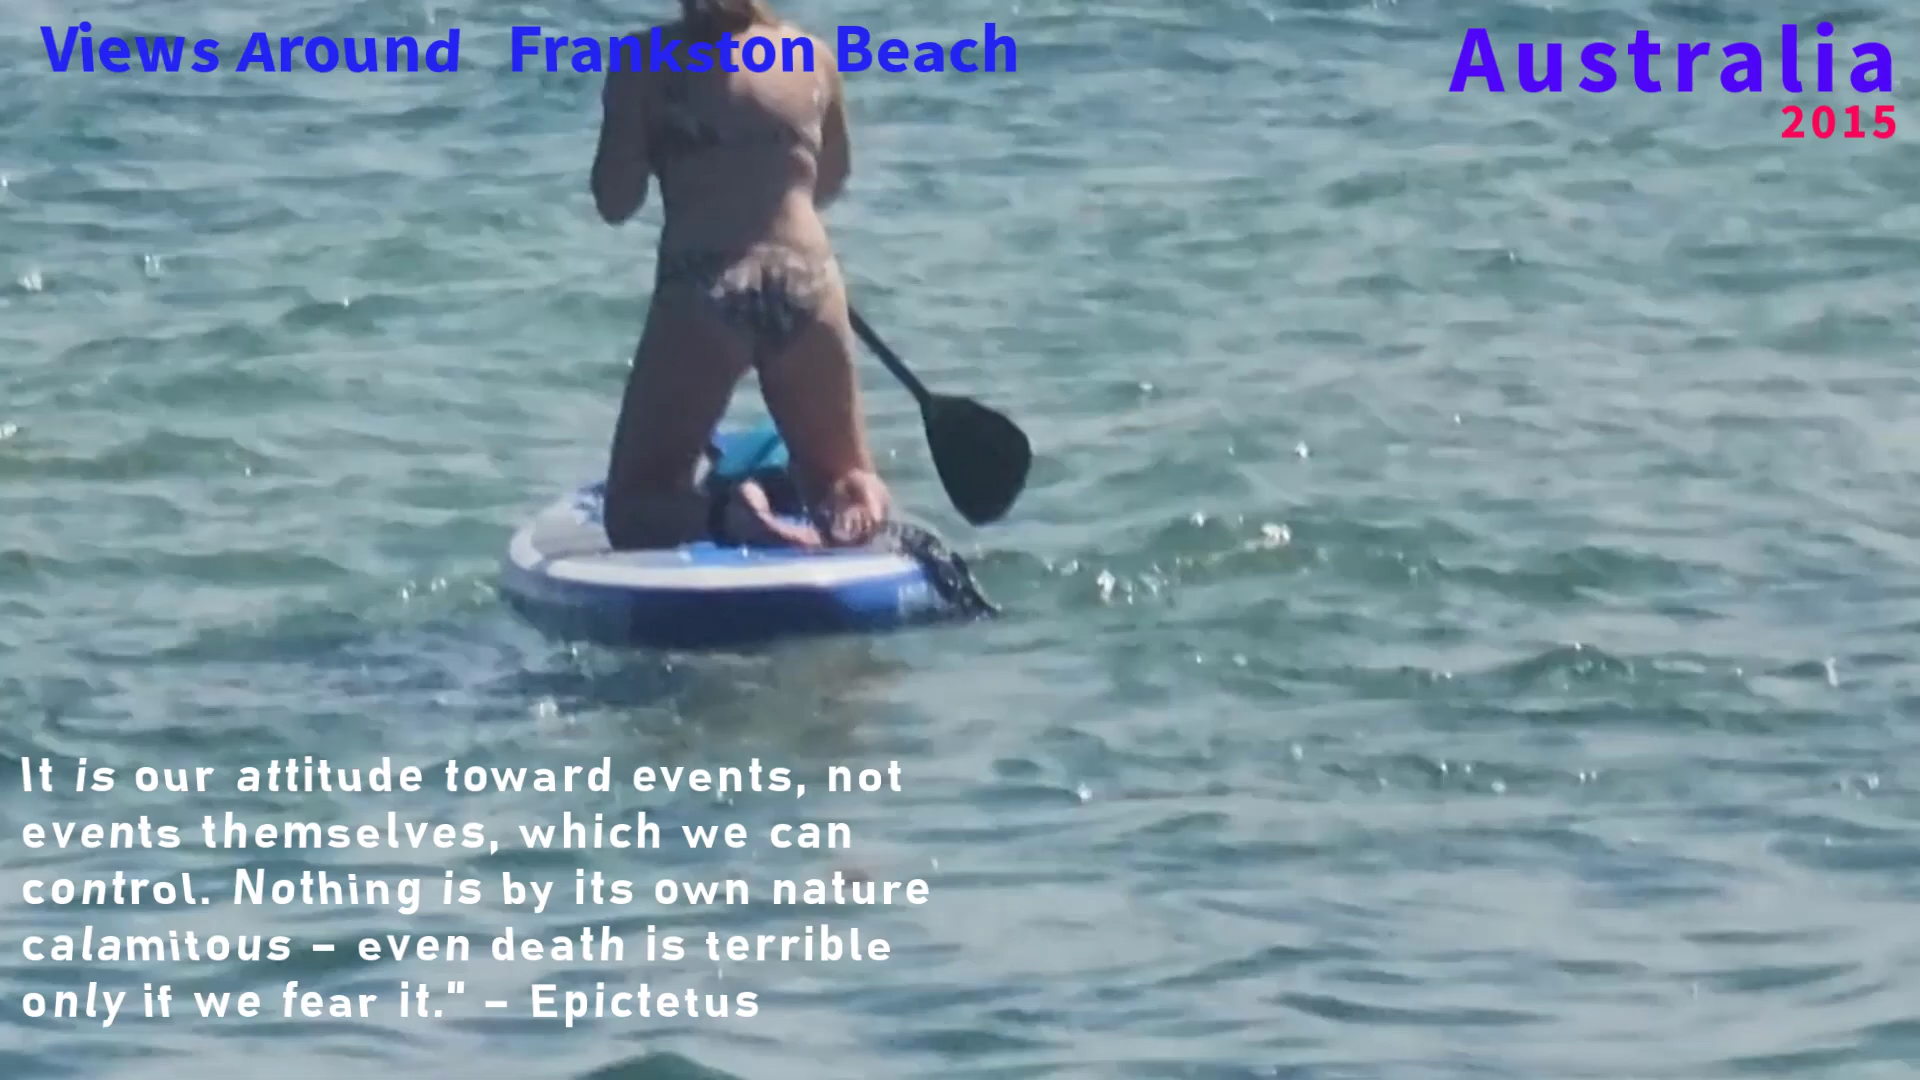 Views Around Frankston Beach
Australia
2015
It is our attitude toward events, not
events themselves, which we can
control. Nothing is by its own nature
calamitous – even death is terrible
only if we fear it." – Epictetus